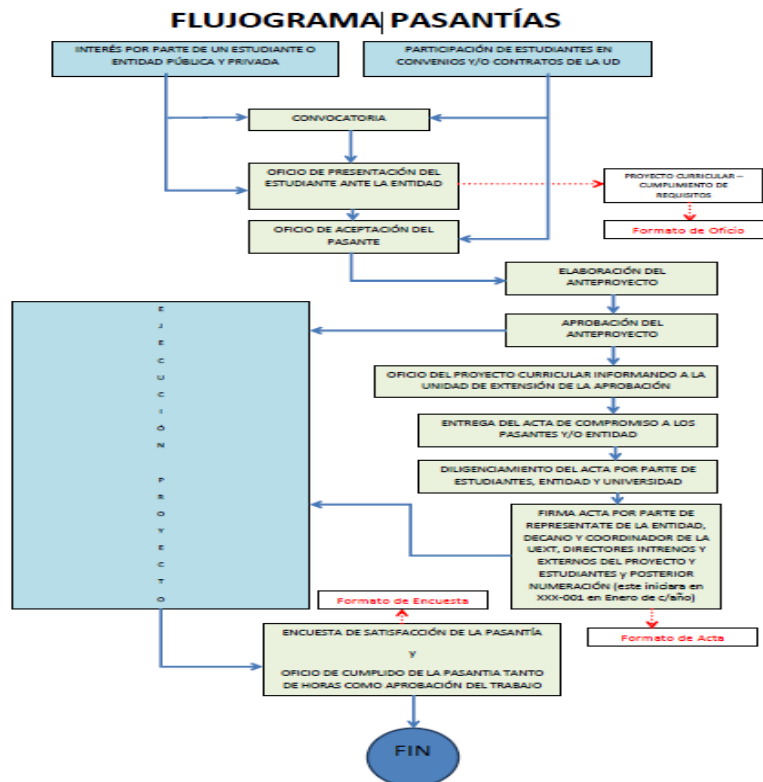 FLUJOGRAMA PASANTÍAS
INTERÉS POR PARTE DE UN ESTUDIANTE O
ENTIDAD PÚBLICA Y PRIVADA
PARTICIPACIÓN DE ESTUDIANTES EN
CONVENIOS Y/O CONTRATOS DE LA UD
CONVOCATORIA
OFICIO DE PRESENTACIÓN DEL
ESTUDIANTE ANTE LA ENTIDAD
PROYECTO CURRICULAR –
CUMPLIMIENTO DE
REQUISITOS
Formato de Oficio
OFICIO DE ACEPTACIÓN DEL
PASANTE
ELABORACIÓN DEL
ANTEPROYECTO
APROBACIÓN DEL
ANTEPROYECTO
OFICIO DEL PROYECTO CURRICULAR INFORMANDO A LA
UNIDAD DE EXTENSIÓN DE LA APROBACIÓN
ENTREGA DEL ACTA DE COMPROMISO A LOS
PASANTES Y/O ENTIDAD
DILIGENCIAMIENTO DEL ACTA POR PARTE DE
ESTUDIANTES, ENTIDAD Y UNIVERSIDAD
FIRMA ACTA POR PARTE DE
REPRESENTATE DE LA ENTIDAD,
DECANO Y COORDINADOR DE LA
UEXT, DIRECTORES INTRENOS Y
EXTERNOS DEL PROYECTO Y
ESTUDIANTES y POSTERIOR
NUMERACIÓN (este iniciara en
XXX-001 en Enero de c/año)
Formato de Acta
EJECUCIÓN PROYECTO
Formato de Encuesta
ENCUESTA DE SATISFACCIÓN DE LA PASANTÍA
y
OFICIO DE CUMPLIDO DE LA PASANTIA TANTO
DE HORAS COMO APROBACIÓN DEL TRABAJO
FIN